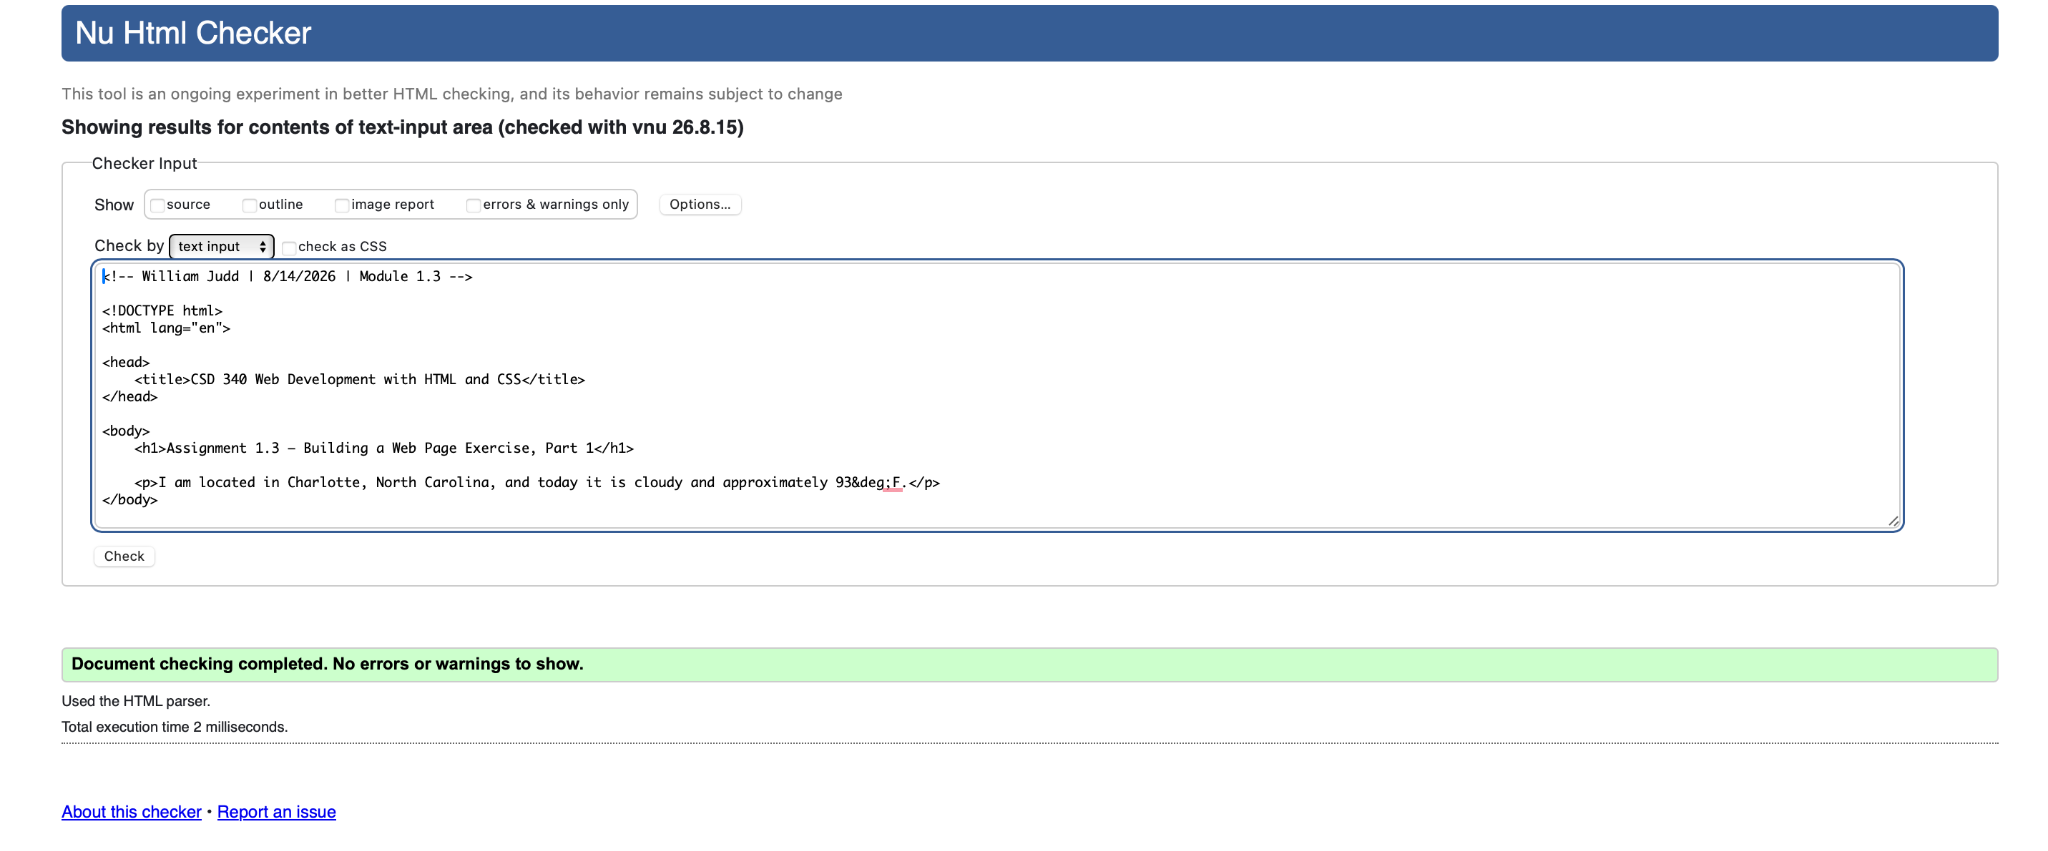 Nu Html Checker
This tool is an ongoing experiment in better HTML checking, and its behavior remains subject to change
Showing results for contents of text-input area (checked with vnu 26.8.15)
Checker Input
Show source outline image report errors & warnings only Options...
Check by text input check as CSS
<!-- William Judd | 8/14/2026 | Module 1.3 -->
<!DOCTYPE html>
<html lang="en">
<head>
<title>CSD 340 Web Development with HTML and CSS</title>
</head>
<body>
<h1>Assignment 1.3 – Building a Web Page Exercise, Part 1</h1>
<p>I am located in Charlotte, North Carolina, and today it is cloudy and approximately 93&deg;F.</p>
</body>
Check
Document checking completed. No errors or warnings to show.
Used the HTML parser.
Total execution time 2 milliseconds.
About this checker • Report an issue